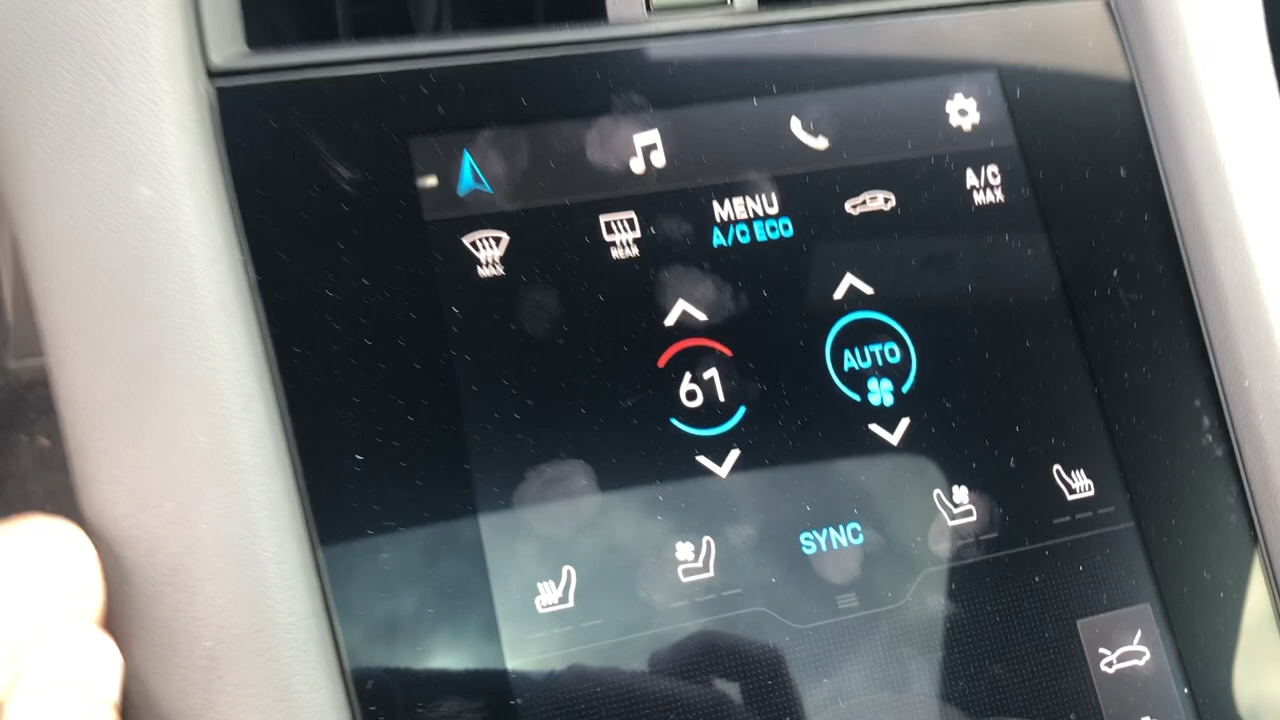 A/C
MAX
MENU
A/C ECO
MAX
REAR
AUTO
61
SYNC